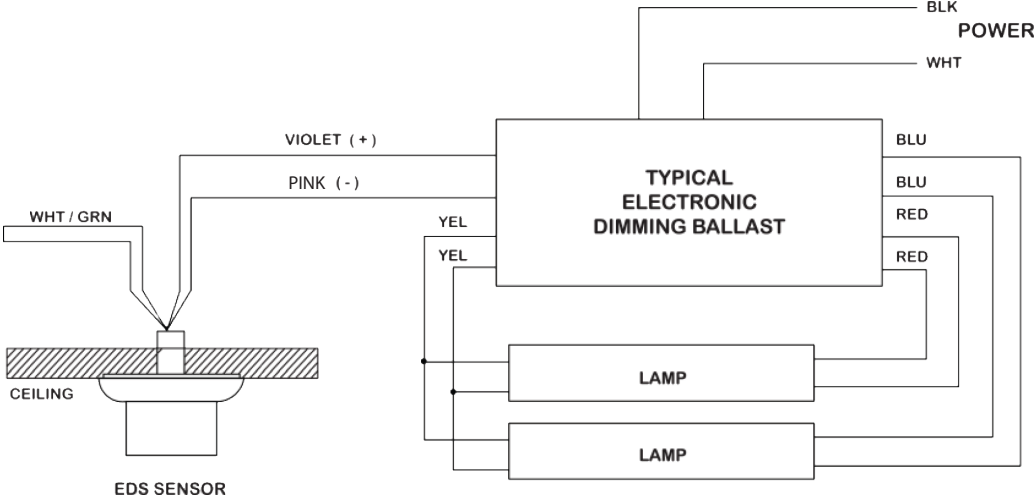 BLK
POWER
WHT
VIOLET ( + )
BLU
TYPICAL
ELECTRONIC
DIMMING BALLAST
PINK ( - )
BLU
WHT / GRN
YEL
RED
YEL
RED
LAMP
CEILING
LAMP
EDS SENSOR